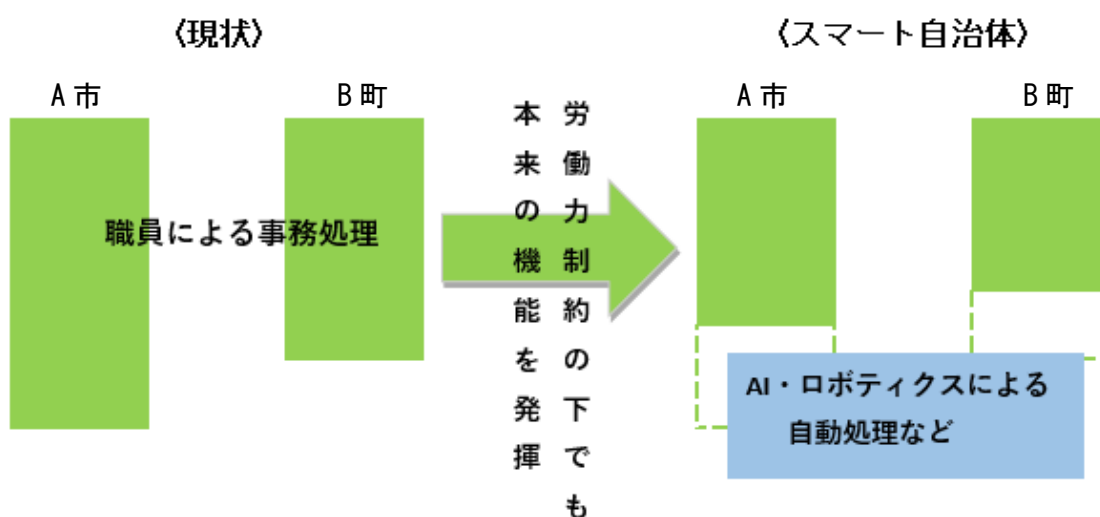 〈現状〉
〈スマート自治体〉
A市
B町
A市
B町
職員による事務処理
労働力制約の下でも
本来の機能を発揮
AI・ロボティクスによる
自動処理など